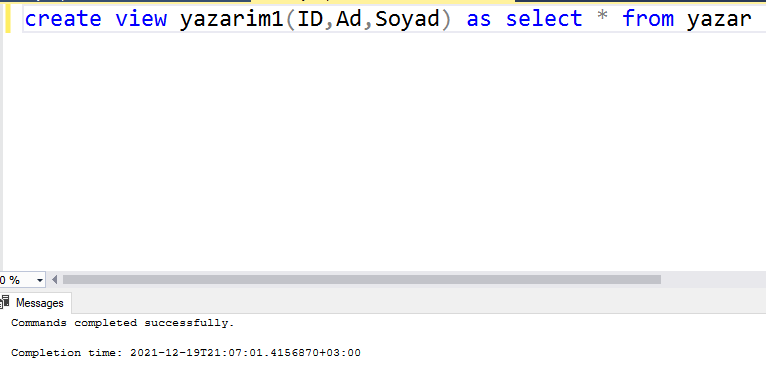 create view yazarim1(ID,Ad,Soyad) as select * from yazar
0 %
Messages
Commands completed successfully.
Completion time: 2021-12-19T21:07:01.4156870+03:00